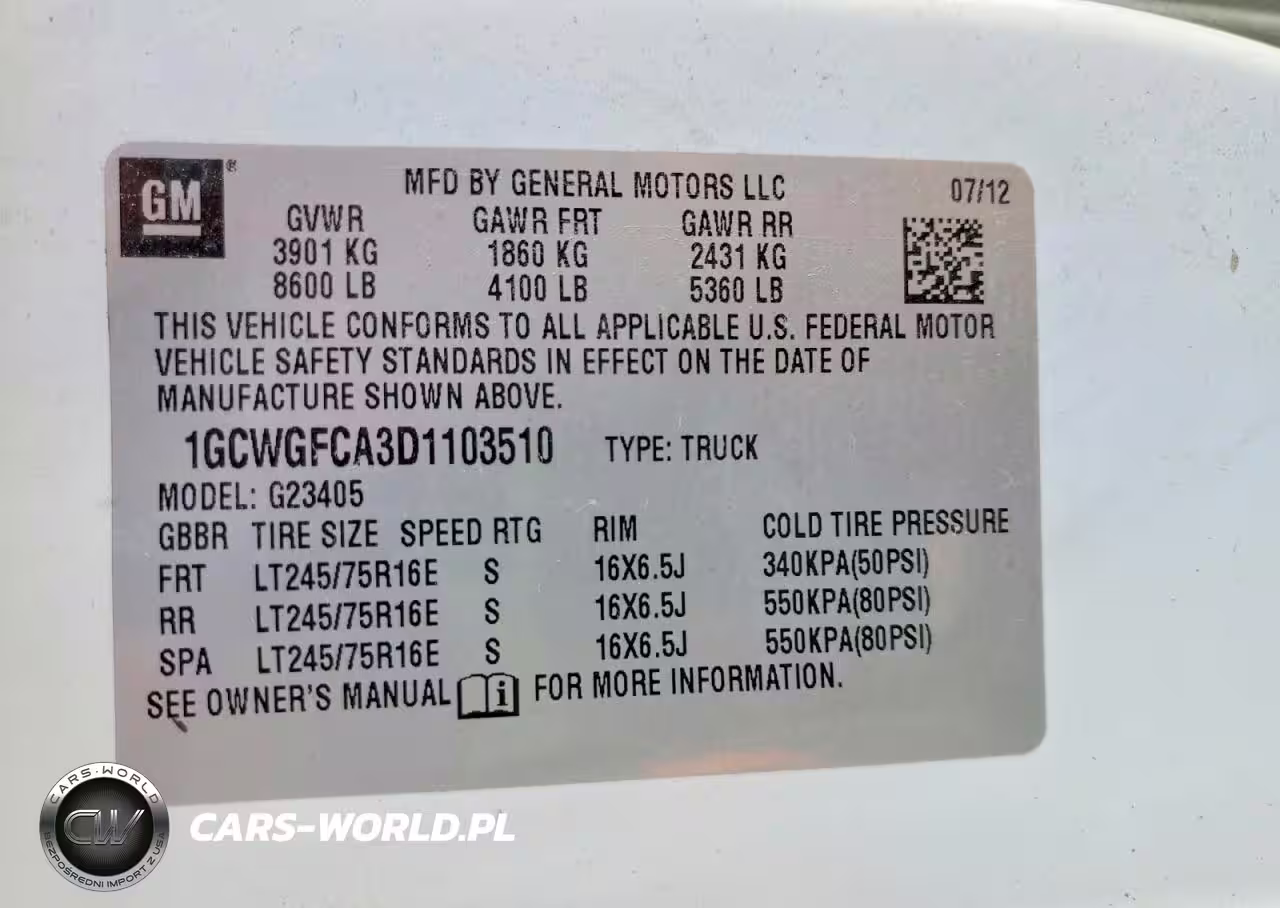 GM ®
MFD BY GENERAL MOTORS LLC 07/12
GVWR GAWR FRT GAWR RR
3901 KG 1860 KG 2431 KG
8600 LB 4100 LB 5360 LB
THIS VEHICLE CONFORMS TO ALL APPLICABLE U.S. FEDERAL MOTOR
VEHICLE SAFETY STANDARDS IN EFFECT ON THE DATE OF
MANUFACTURE SHOWN ABOVE.
1GCWGFCA3D1103510 TYPE: TRUCK
MODEL: G23405
GBBR TIRE SIZE SPEED RTG RIM COLD TIRE PRESSURE
FRT LT245/75R16E S 16X6.5J 340KPA(50PSI)
RR LT245/75R16E S 16X6.5J 550KPA(80PSI)
SPA LT245/75R16E S 16X6.5J 550KPA(80PSI)
SEE OWNER'S MANUAL i FOR MORE INFORMATION.
CARS-WORLD
CW
BEZPOŚREDNI IMPORT Z USA
CARS-WORLD.PL